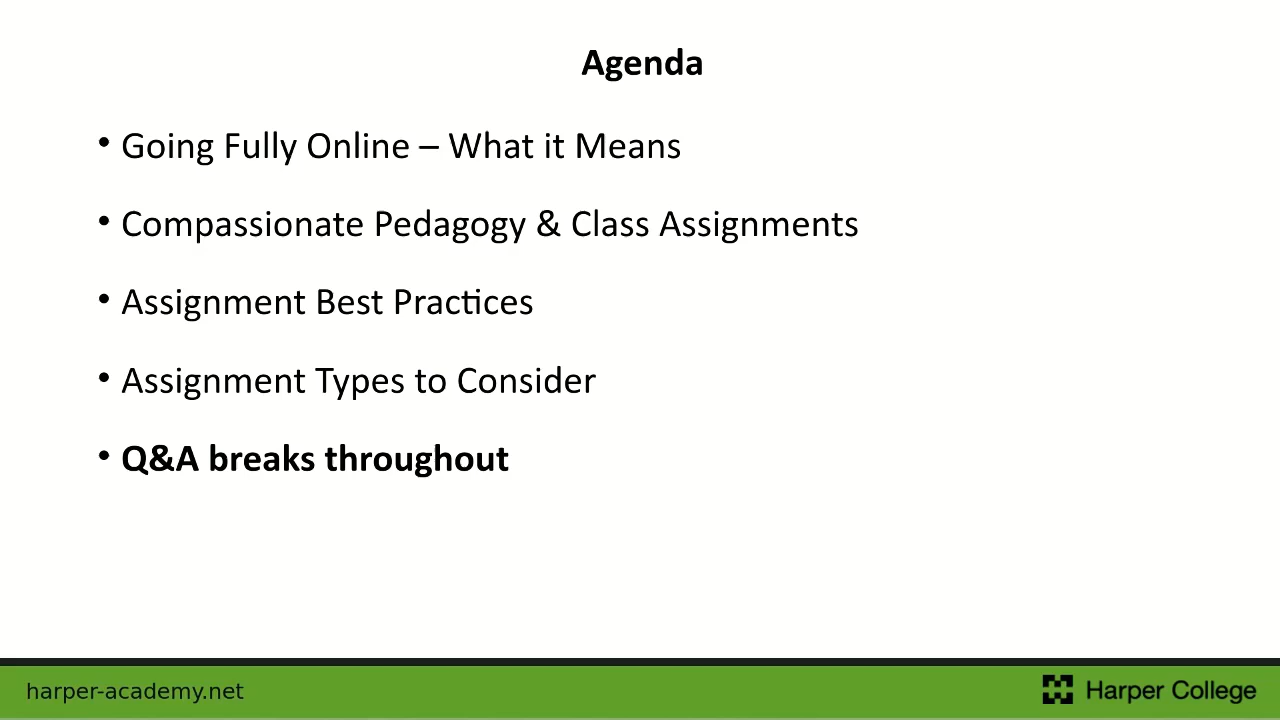 Agenda
• Going Fully Online – What it Means
• Compassionate Pedagogy & Class Assignments
• Assignment Best Practices
• Assignment Types to Consider
• Q&A breaks throughout
harper-academy.net
Harper College